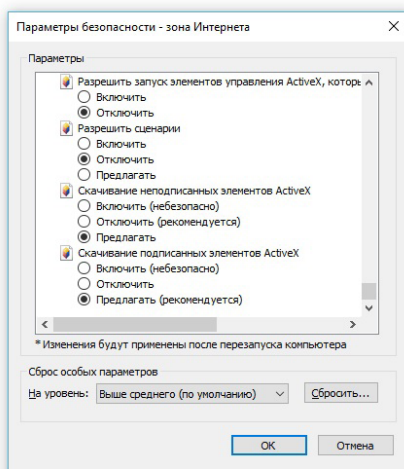 Параметры безопасности - зона Интернета
Параметры
Разрешить запуск элементов управления ActiveX, которы
Включить
Отключить
Разрешить сценарии
Включить
Отключить
Предлагать
Скачивание неподписанных элементов ActiveX
Включить (небезопасно)
Отключить (рекомендуется)
Предлагать
Скачивание подписанных элементов ActiveX
Включить (небезопасно)
Отключить
Предлагать (рекомендуется)
* Изменения будут применены после перезапуска компьютера
Сброс особых параметров
На уровень: Выше среднего (по умолчанию) Сбросить...
ОК Отмена